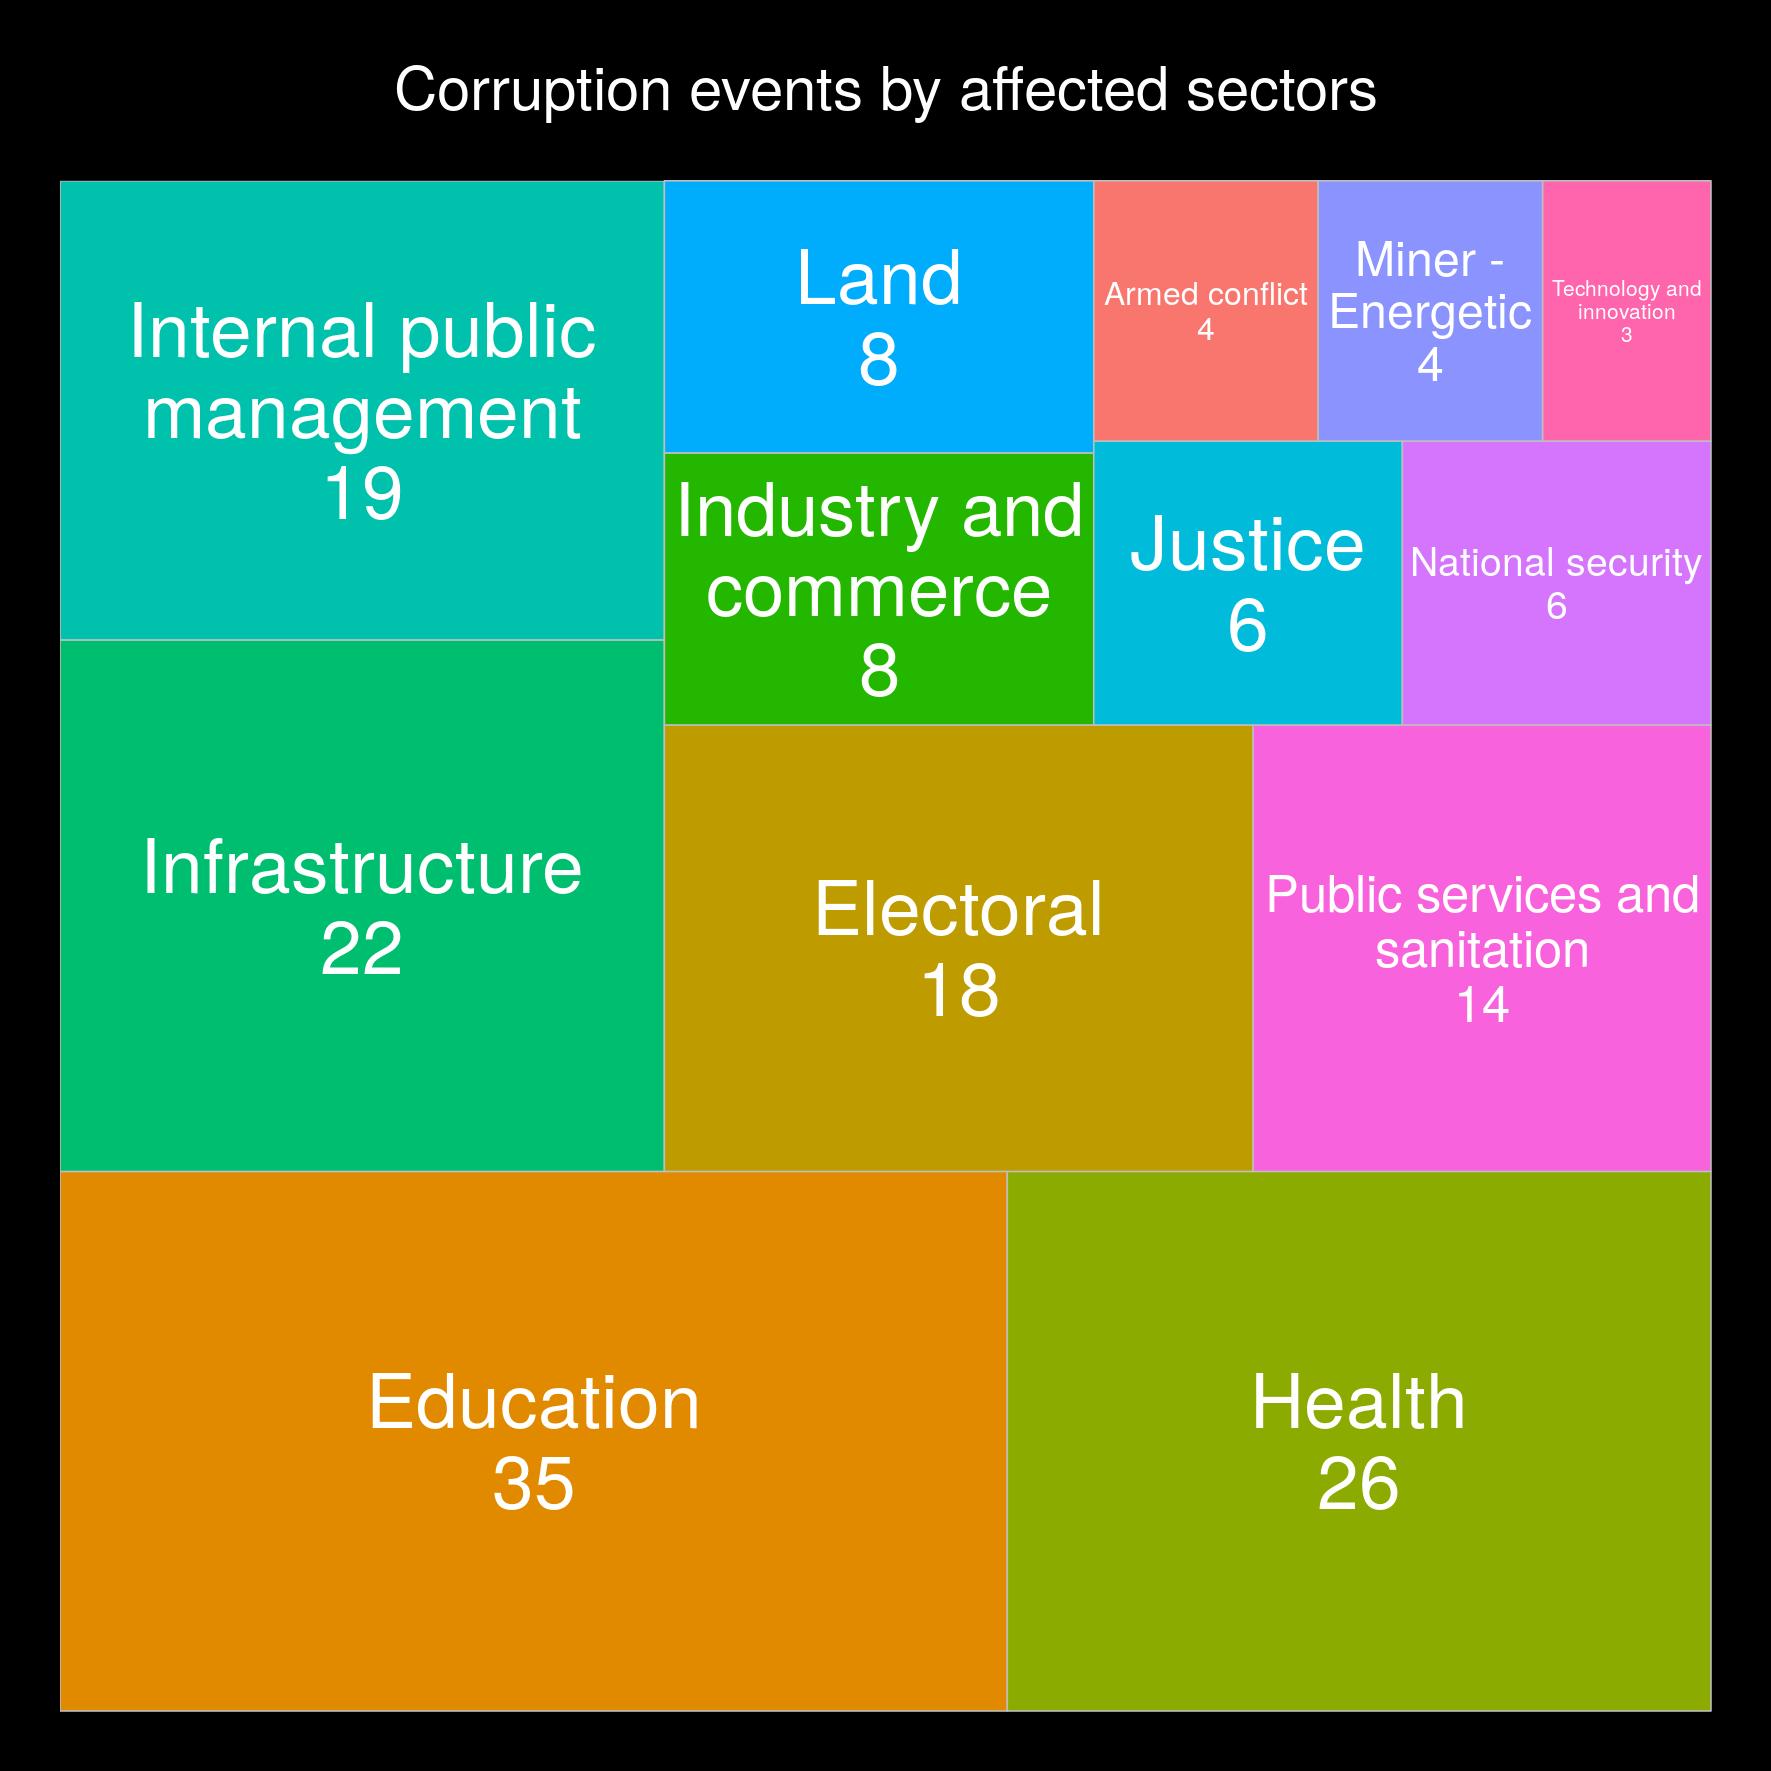 Corruption events by affected sectors
Internal public
management
19
Land
8
Armed conflict
4
Miner -
Energetic
4
Technology and
innovation
3
Industry and
commerce
8
Justice
6
National security
6
Infrastructure
22
Electoral
18
Public services and
sanitation
14
Education
35
Health
26